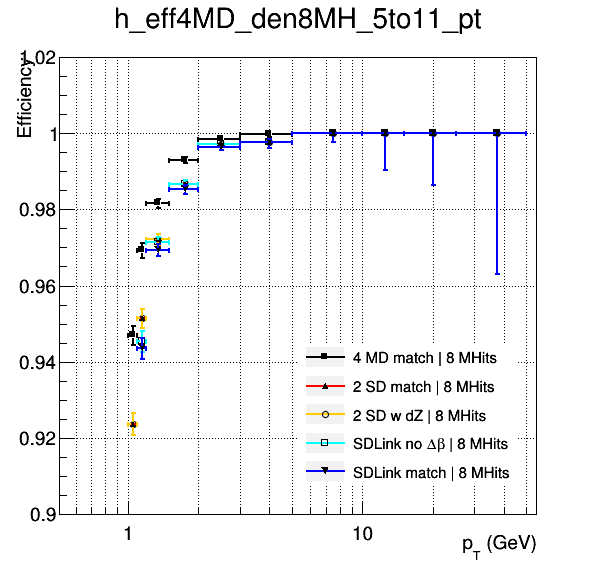 h_eff4MD_den8MH_5to11_pt
Efficiency
1.02
1
0.98
0.96
0.94
0.92
0.9
4 MD match | 8 MHits
2 SD match | 8 MHits
2 SD w dZ | 8 MHits
SDLink no Δβ | 8 MHits
SDLink match | 8 MHits
1
10
p_T (GeV)